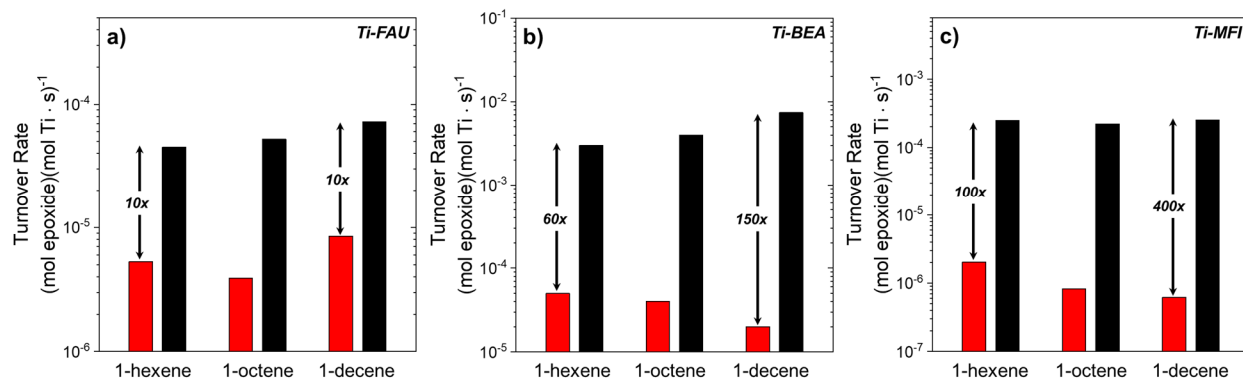 a)
Ti-FAU
Turnover Rate
(mol epoxide)(mol Ti · s)⁻¹
10⁻⁴
10⁻⁵
10⁻⁶
10x
10x
1-hexene
1-octene
1-decene
b)
Ti-BEA
Turnover Rate
(mol epoxide)(mol Ti · s)⁻¹
10⁻¹
10⁻²
10⁻³
10⁻⁴
10⁻⁵
60x
150x
1-hexene
1-octene
1-decene
c)
Ti-MFI
Turnover Rate
(mol epoxide)(mol Ti · s)⁻¹
10⁻³
10⁻⁴
10⁻⁵
10⁻⁶
10⁻⁷
100x
400x
1-hexene
1-octene
1-decene